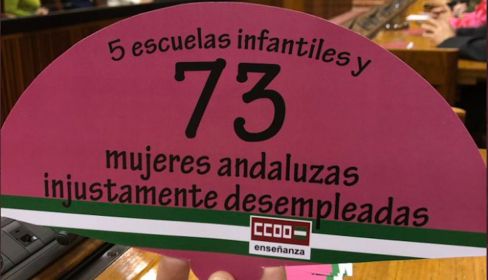 5 escuelas infantiles y
73
mujeres andaluzas
injustamente desempleadas
CCOO
enseñanza